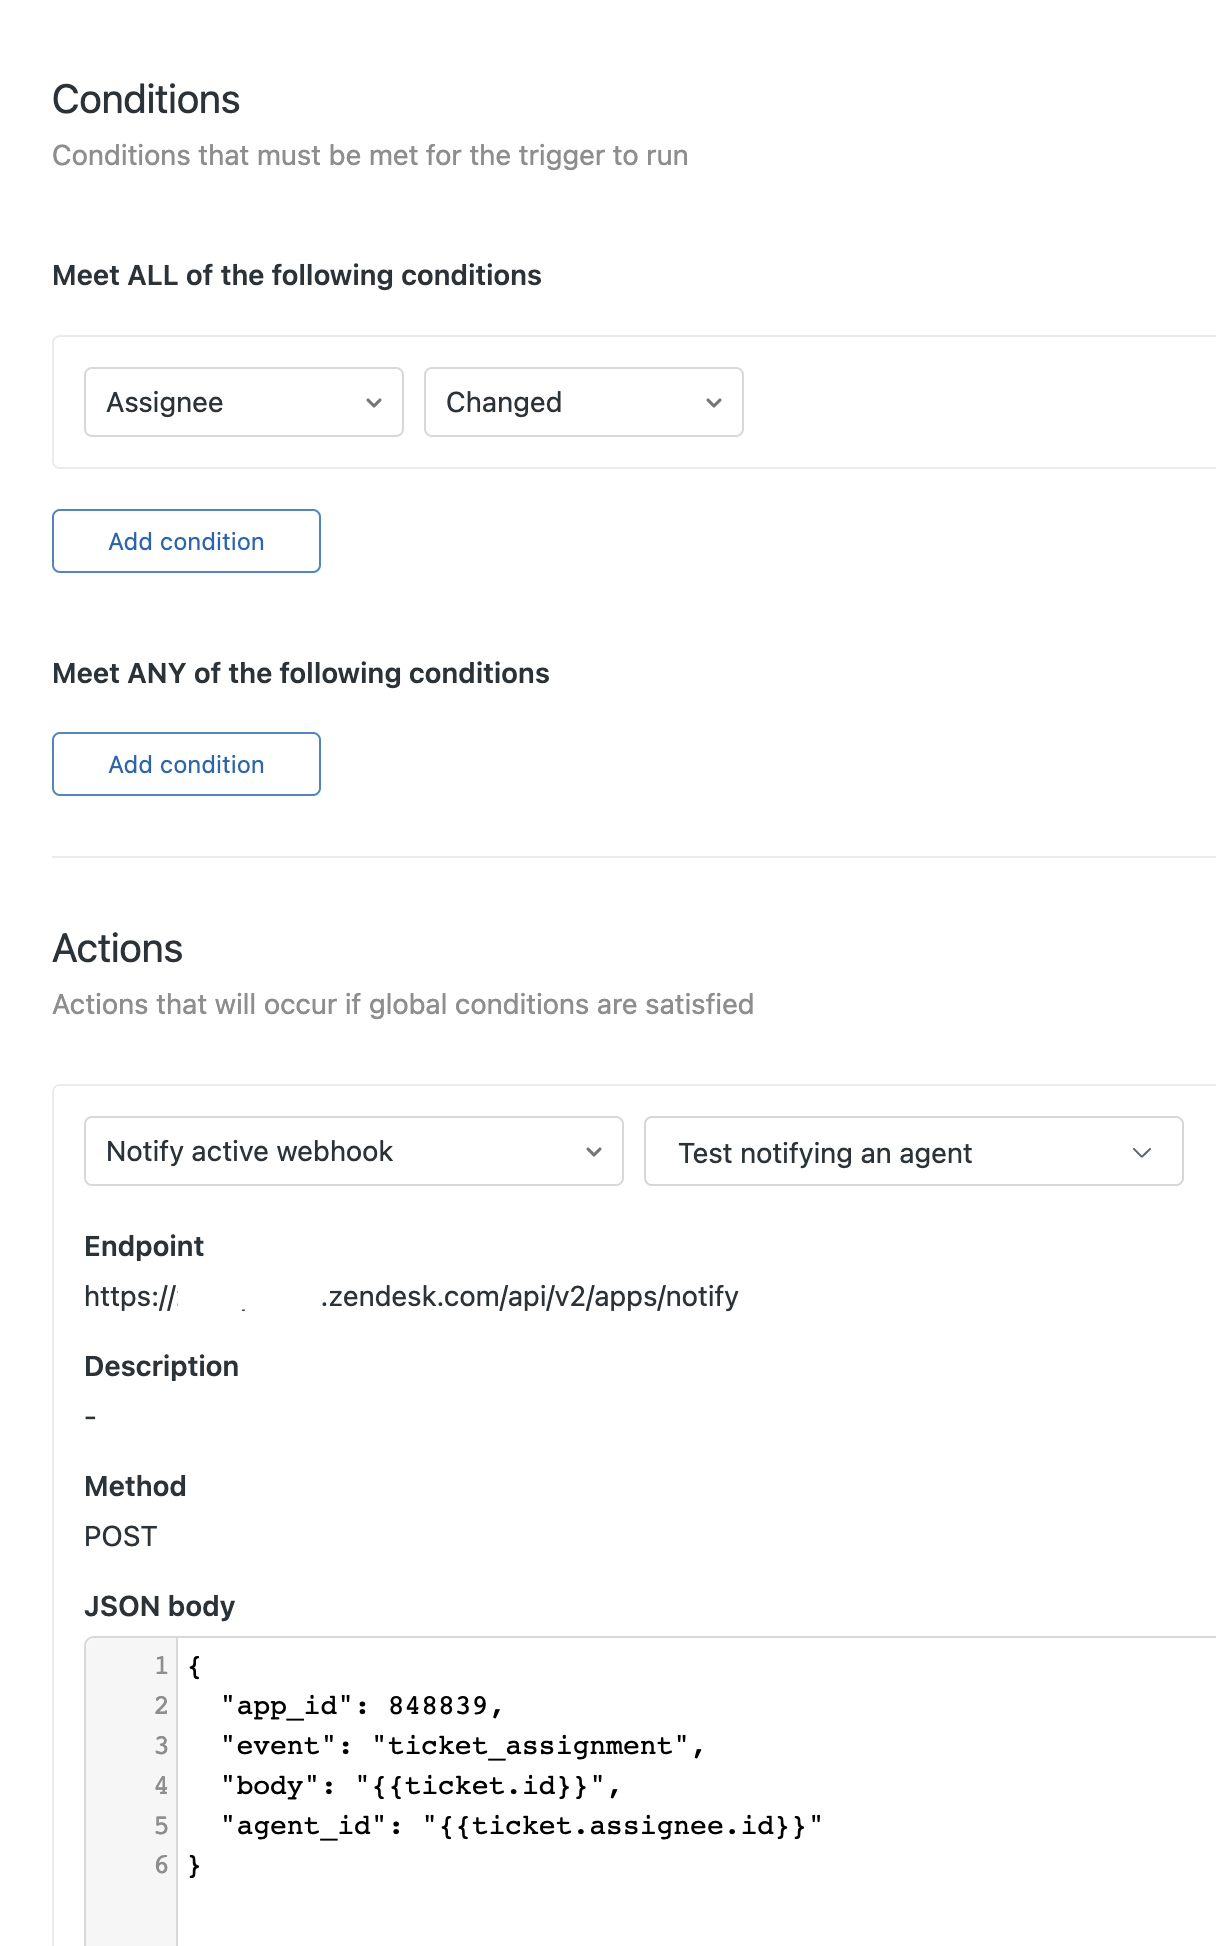 Conditions
Conditions that must be met for the trigger to run
Meet ALL of the following conditions
Assignee Changed
Add condition
Meet ANY of the following conditions
Add condition
Actions
Actions that will occur if global conditions are satisfied
Notify active webhook Test notifying an agent
Endpoint
https:// .zendesk.com/api/v2/apps/notify
Description
-
Method
POST
JSON body
1 {
2 "app_id": 848839,
3 "event": "ticket_assignment",
4 "body": "{{ticket.id}}",
5 "agent_id": "{{ticket.assignee.id}}"
6 }